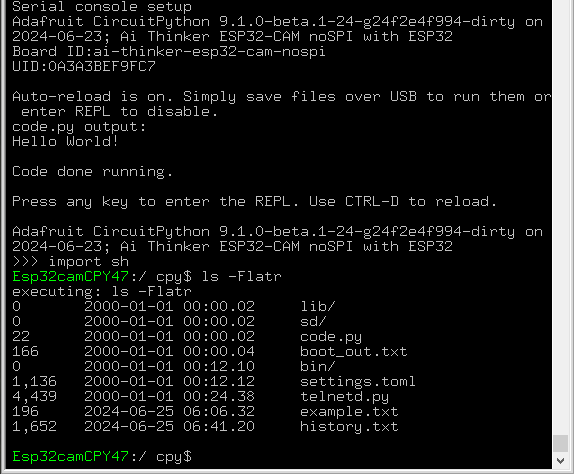 Serial console setup
Adafruit CircuitPython 9.1.0-beta.1-24-g24f2e4f994-dirty on
2024-06-23; Ai Thinker ESP32-CAM noSPI with ESP32
Board ID:ai-thinker-esp32-cam-nospi
UID:0A3A3BEF9FC7
Auto-reload is on. Simply save files over USB to run them or
enter REPL to disable.
code.py output:
Hello World!
Code done running.
Press any key to enter the REPL. Use CTRL-D to reload.
Adafruit CircuitPython 9.1.0-beta.1-24-g24f2e4f994-dirty on
2024-06-23; Ai Thinker ESP32-CAM noSPI with ESP32
>>> import sh
Esp32camCPY47:/ cpy$ ls -Flatr
executing: ls -Flatr
0 2000-01-01 00:00.02 lib/
0 2000-01-01 00:00.02 sd/
22 2000-01-01 00:00.02 code.py
166 2000-01-01 00:00.04 boot_out.txt
0 2000-01-01 00:12.10 bin/
1,136 2000-01-01 00:12.12 settings.toml
4,439 2000-01-01 00:24.38 telnetd.py
196 2024-06-25 06:06.32 example.txt
1,652 2024-06-25 06:41.20 history.txt
Esp32camCPY47:/ cpy$